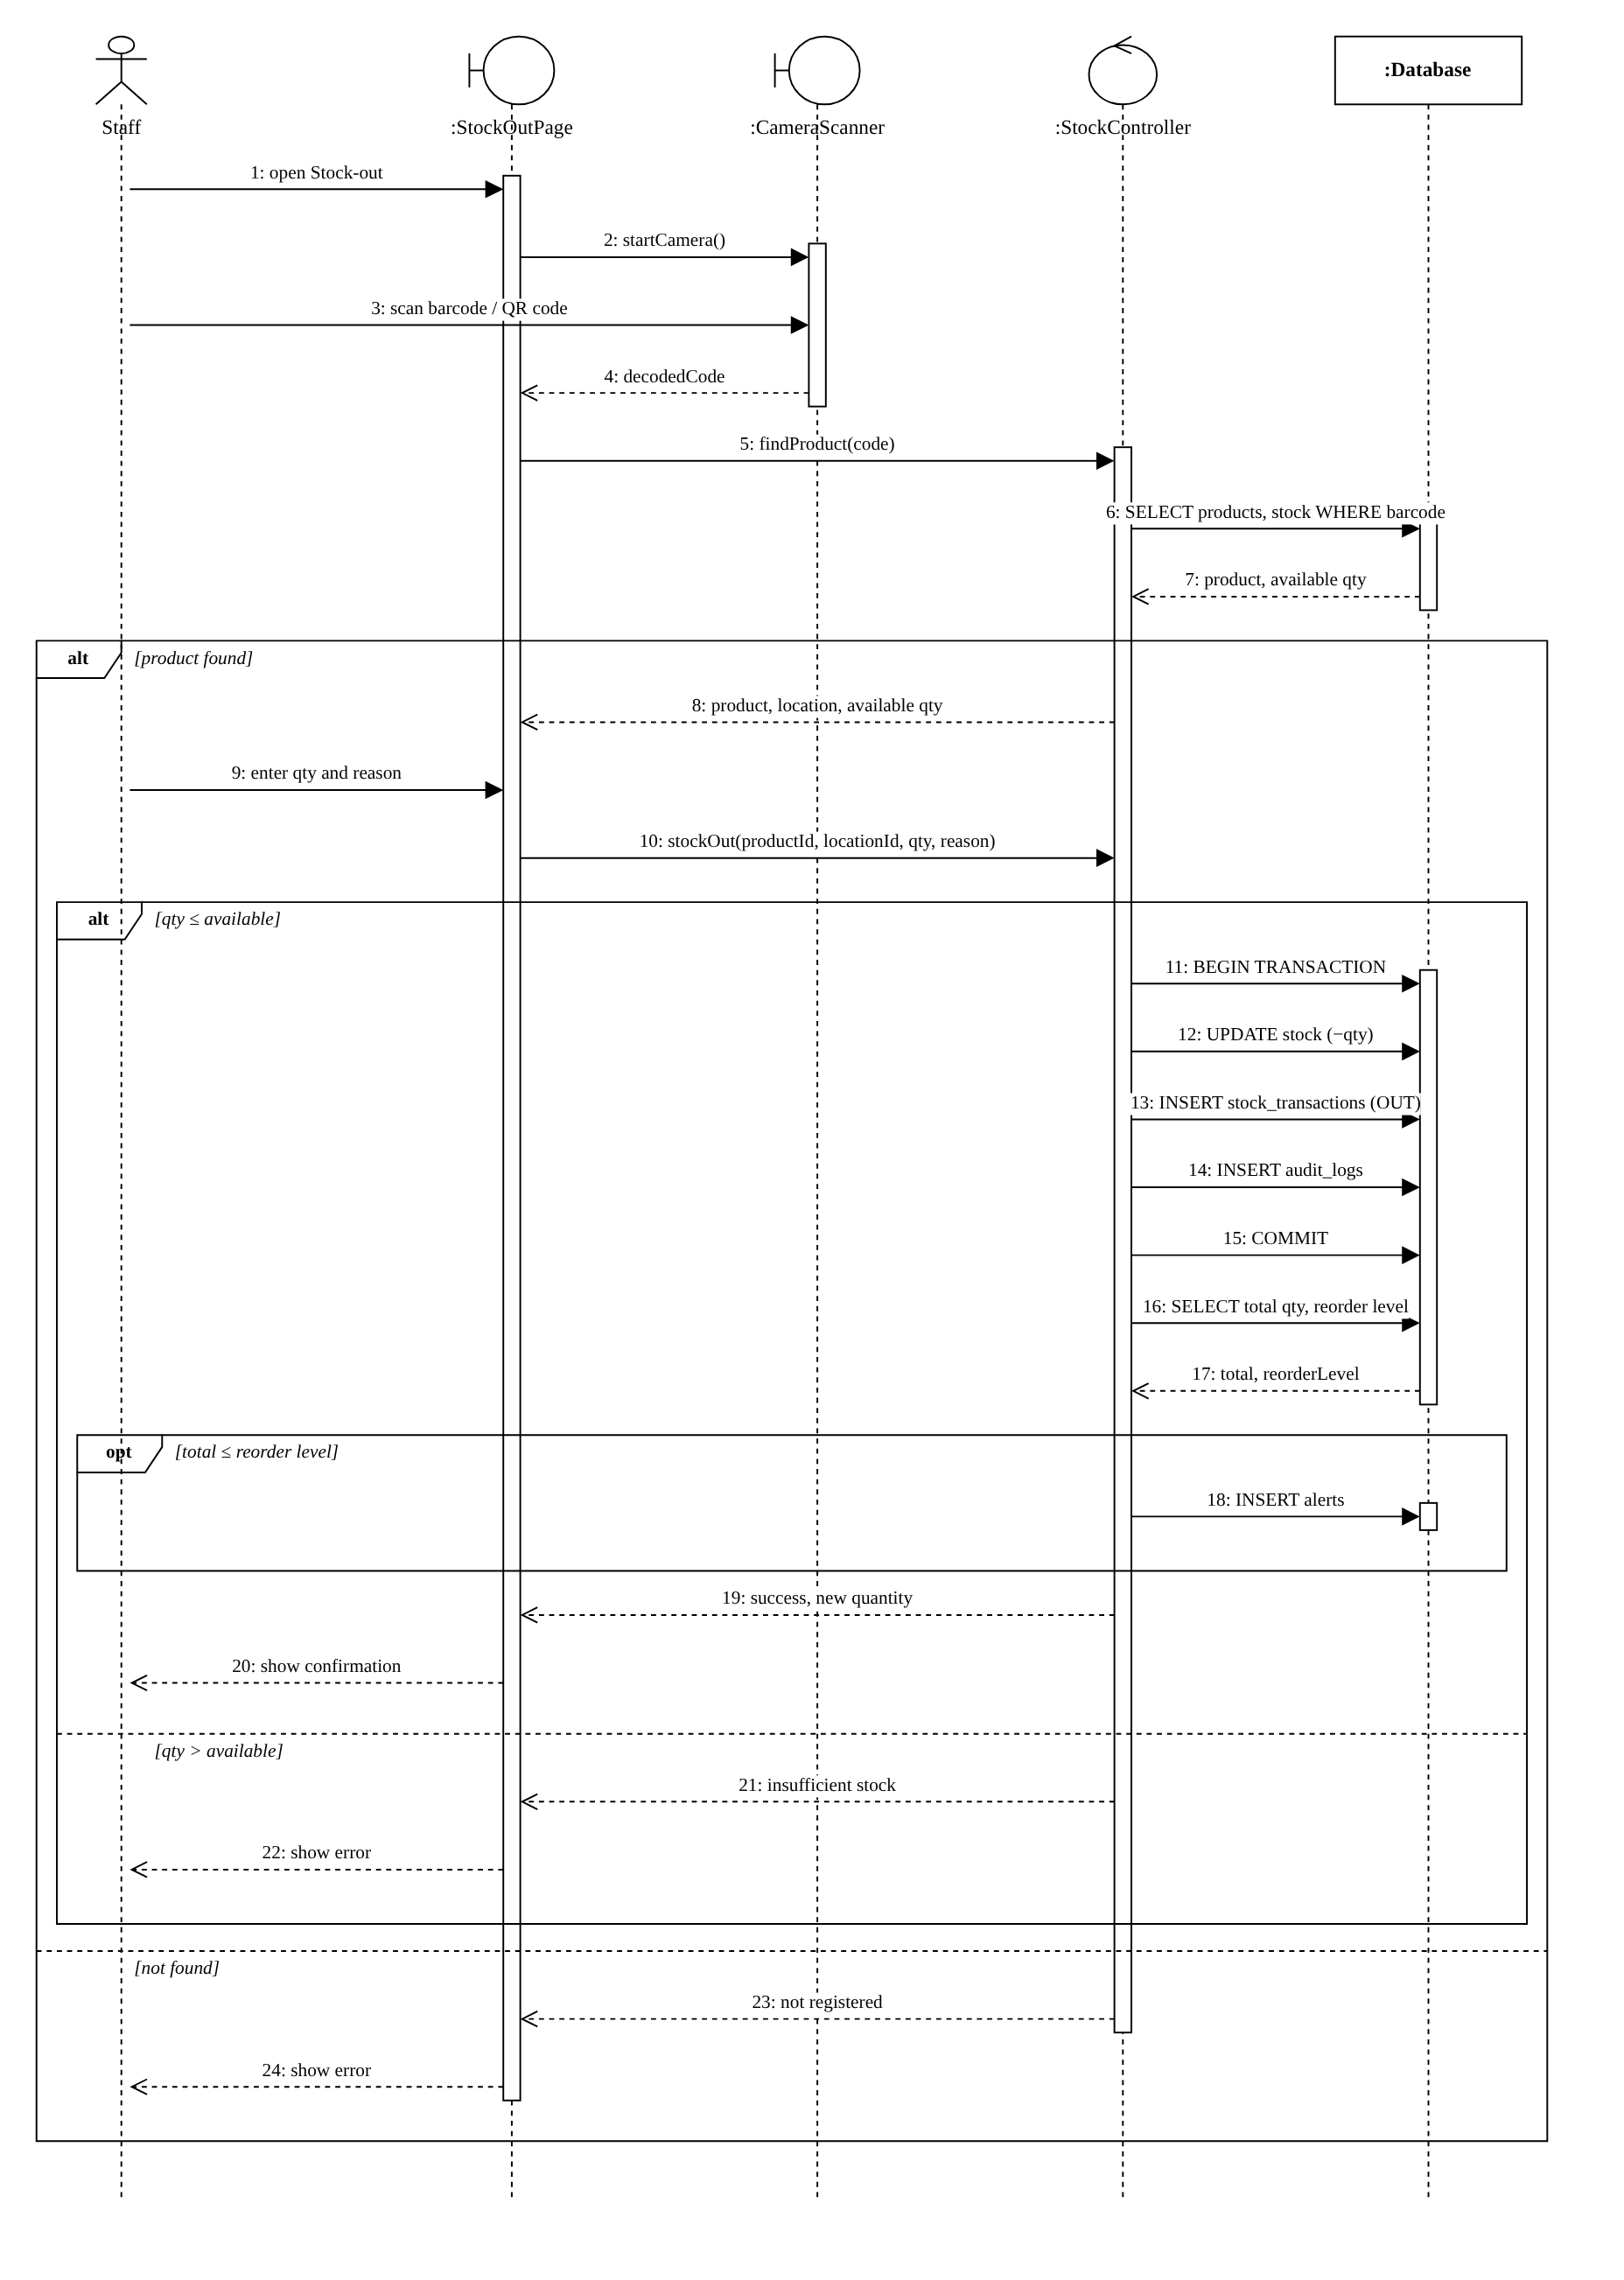 :Database
Staff
:StockOutPage
:CameraScanner
:StockController
1: open Stock-out
2: startCamera()
3: scan barcode / QR code
4: decodedCode
5: findProduct(code)
6: SELECT products, stock WHERE barcode
7: product, available qty
alt
[product found]
8: product, location, available qty
9: enter qty and reason
10: stockOut(productId, locationId, qty, reason)
alt
[qty ≤ available]
11: BEGIN TRANSACTION
12: UPDATE stock (−qty)
13: INSERT stock_transactions (OUT)
14: INSERT audit_logs
15: COMMIT
16: SELECT total qty, reorder level
17: total, reorderLevel
opt
[total ≤ reorder level]
18: INSERT alerts
19: success, new quantity
20: show confirmation
[qty > available]
21: insufficient stock
22: show error
[not found]
23: not registered
24: show error